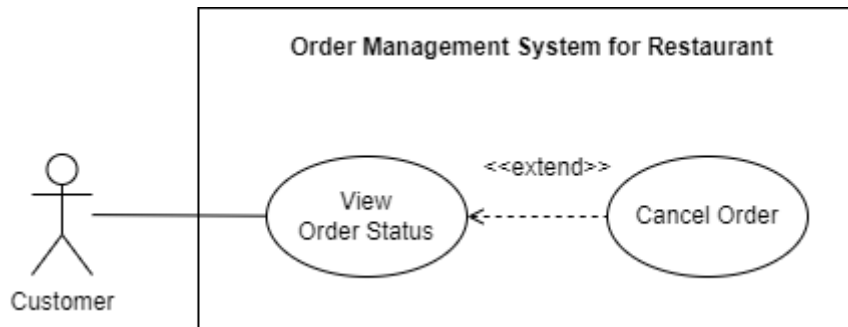 Order Management System for Restaurant
<<extend>>
View
Order Status
Cancel Order
Customer